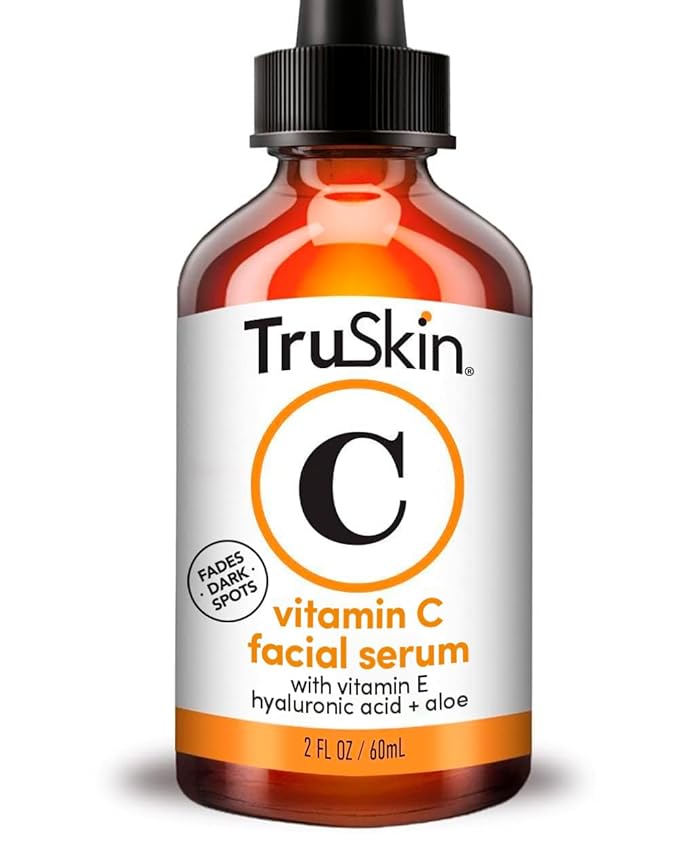 TruSkin®
C
FADES
· DARK ·
SPOTS
vitamin C
facial serum
with vitamin E
hyaluronic acid + aloe
2 FL OZ / 60mL